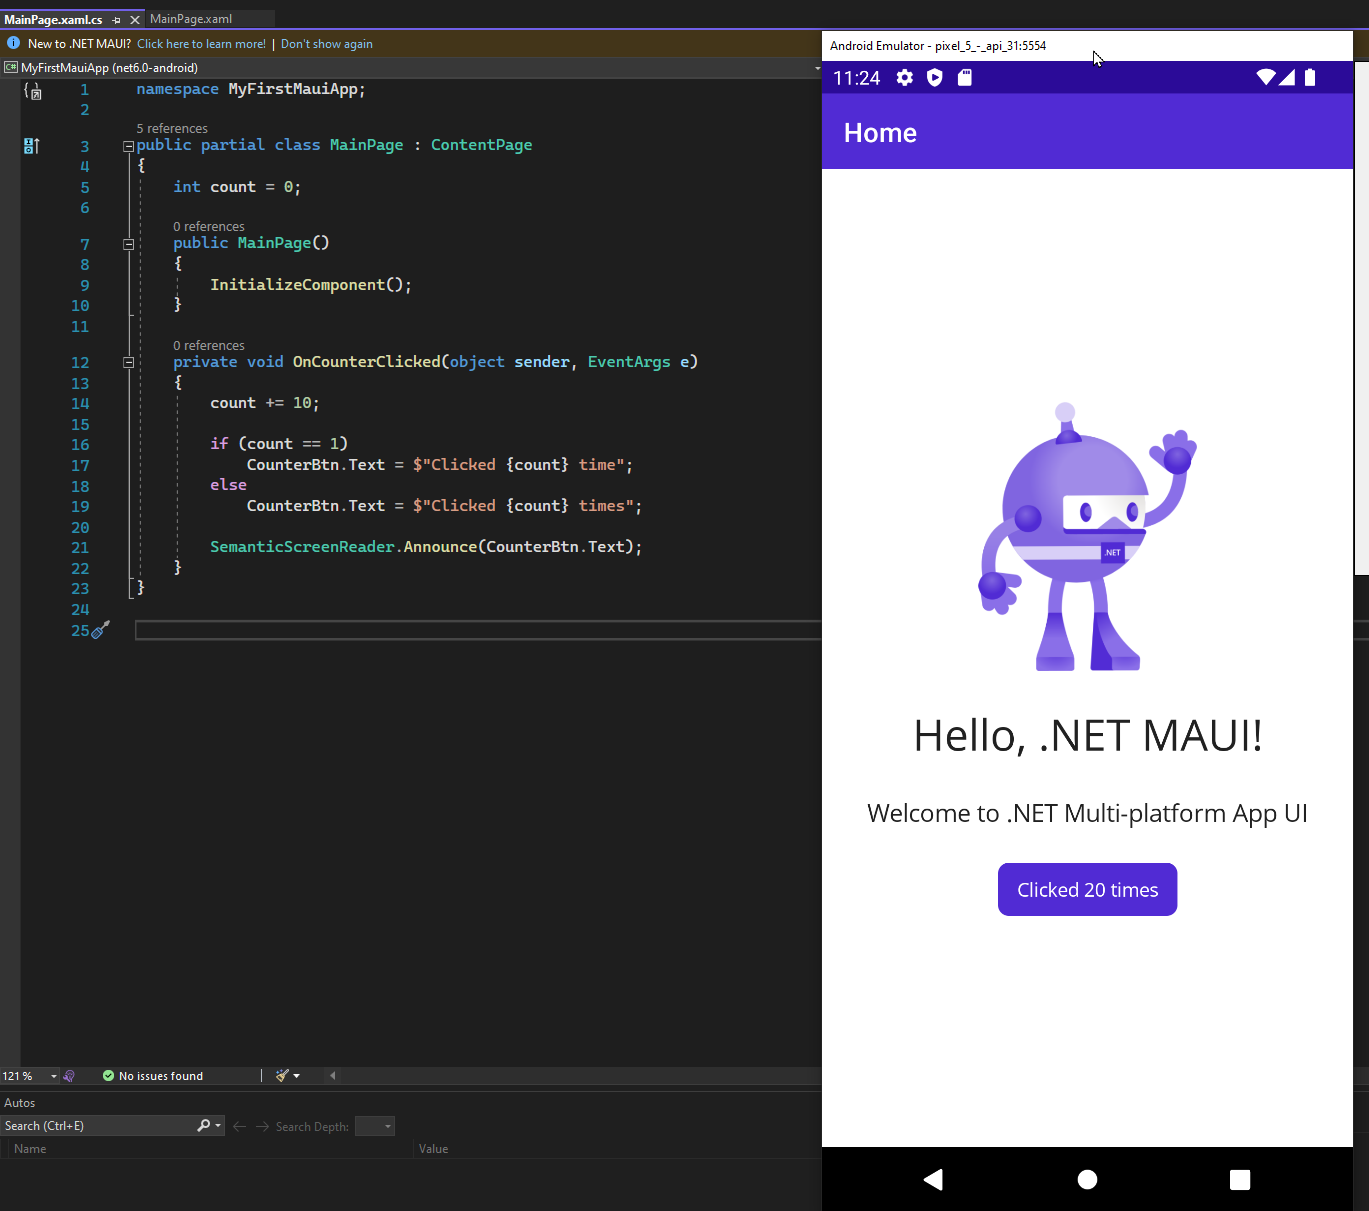 MainPage.xaml.cs MainPage.xaml
New to .NET MAUI? Click here to learn more! | Don't show again
MyFirstMauiApp (net6.0-android)
1 namespace MyFirstMauiApp;
2
5 references
3 public partial class MainPage : ContentPage
4 {
5 int count = 0;
6
0 references
7 public MainPage()
8 {
9 InitializeComponent();
10 }
11
0 references
12 private void OnCounterClicked(object sender, EventArgs e)
13 {
14 count += 10;
15
16 if (count == 1)
17 CounterBtn.Text = $"Clicked {count} time";
18 else
19 CounterBtn.Text = $"Clicked {count} times";
20
21 SemanticScreenReader.Announce(CounterBtn.Text);
22 }
23 }
24
25
121 % No issues found
Autos
Search (Ctrl+E) Search Depth:
Name Value
Android Emulator - pixel_5_-_api_31:5554
11:24
Home
.NET
Hello, .NET MAUI!
Welcome to .NET Multi-platform App UI
Clicked 20 times